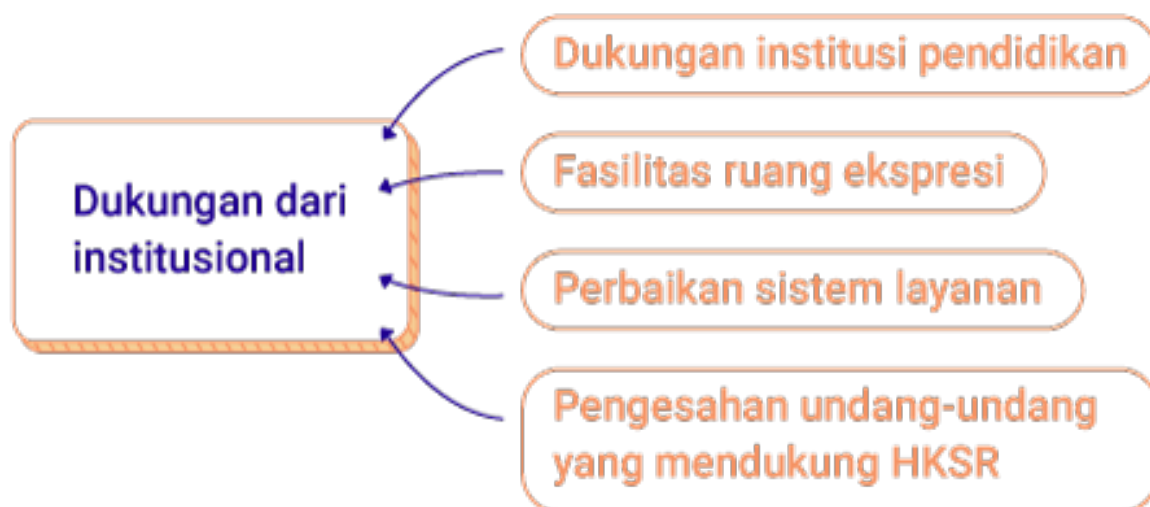 Dukungan dari
institusional
Dukungan institusi pendidikan
Fasilitas ruang ekspresi
Perbaikan sistem layanan
Pengesahan undang-undang
yang mendukung HKSR